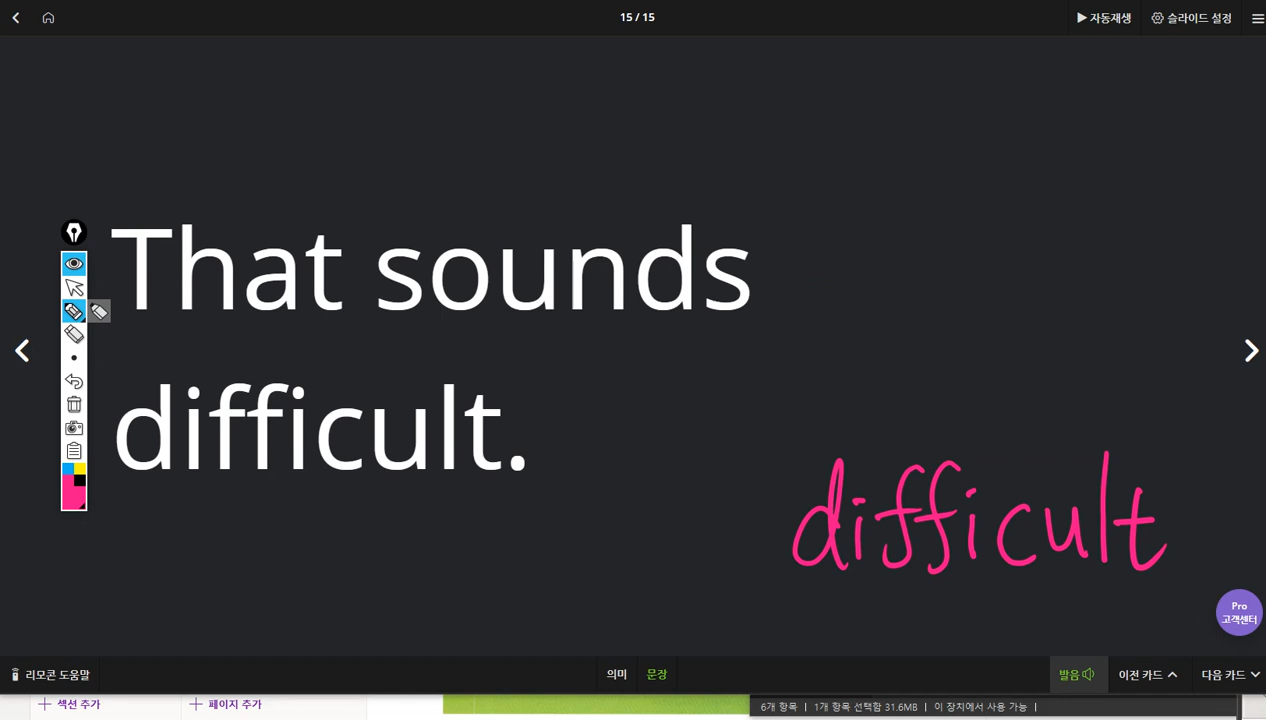 15 / 15
자동재생
슬라이드 설정
That sounds
difficult.
difficult
Pro
고객센터
리모콘 도움말
의미
문장
발음
이전 카드
다음 카드
섹션 추가
페이지 추가
6개 항목 | 1개 항목 선택함 31.6MB | 이 장치에서 사용 가능 |